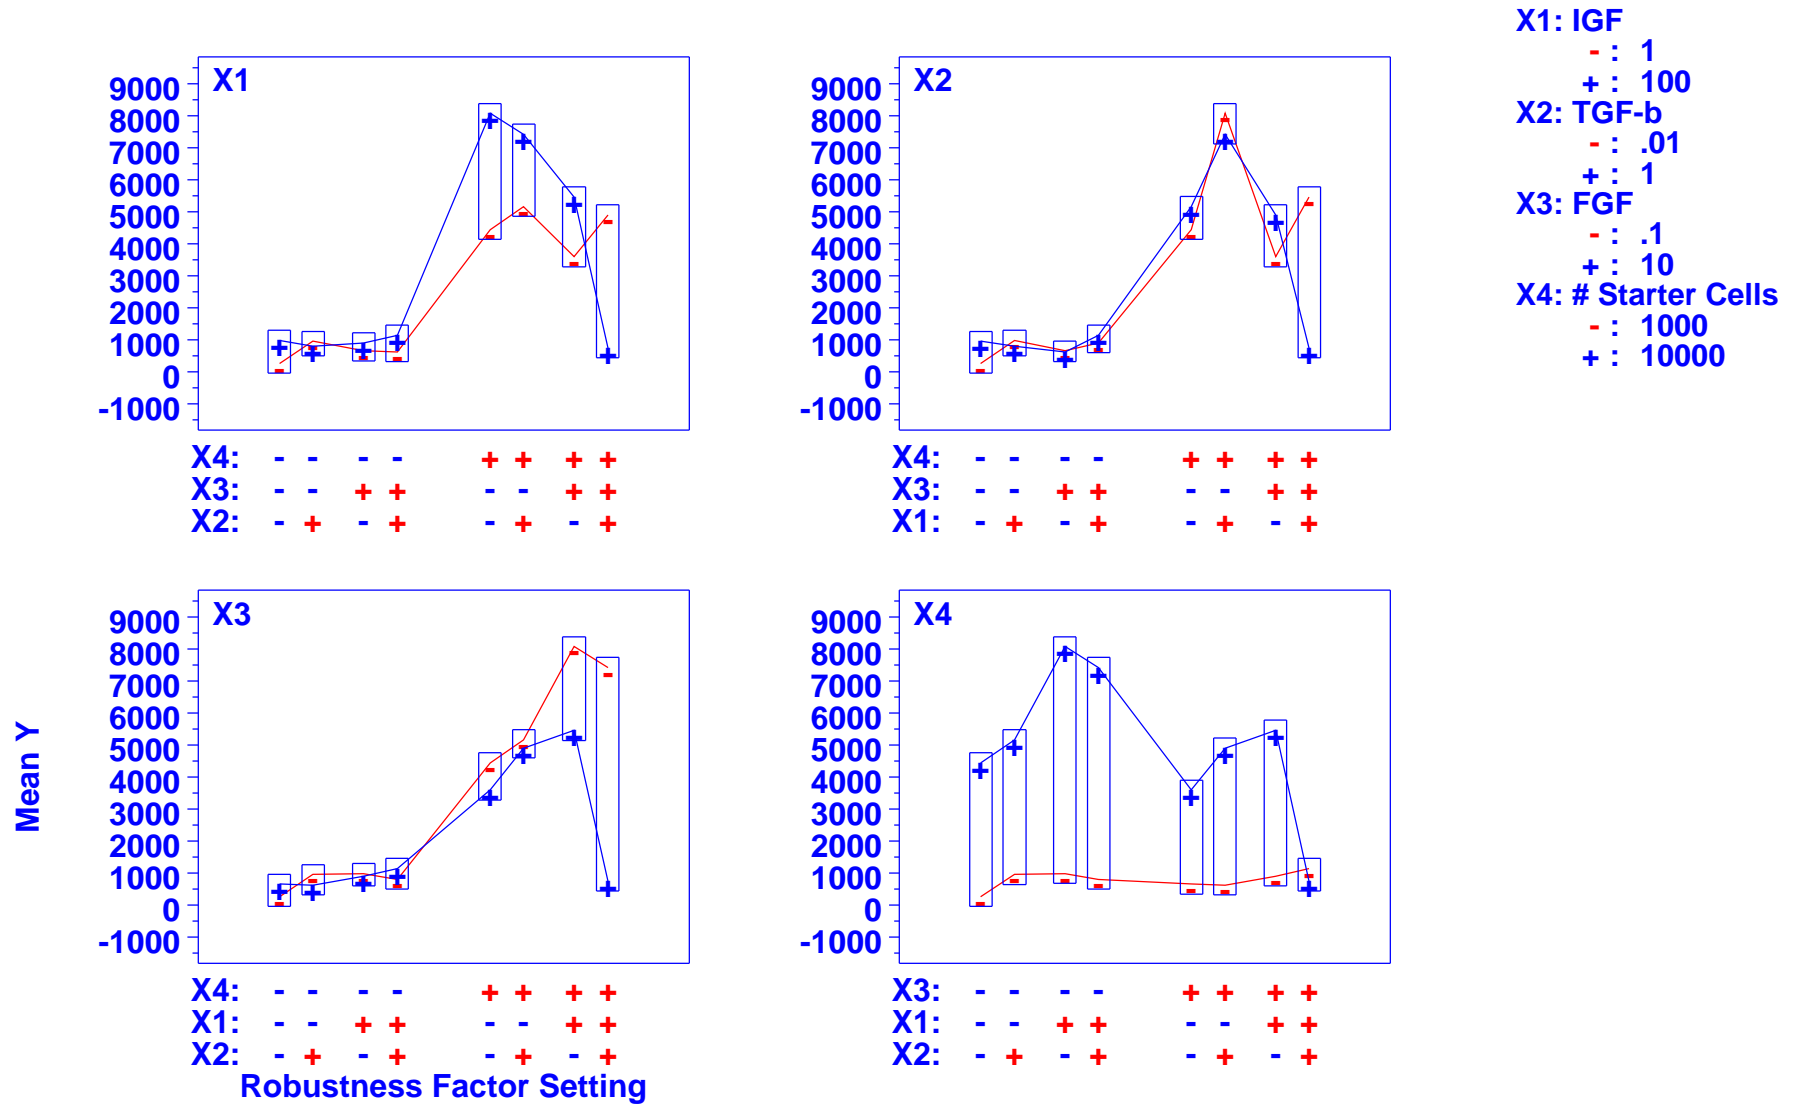 X1: IGF
- : 1
+ : 100
X2: TGF-b
- : .01
+ : 1
X3: FGF
- : .1
+ : 10
X4: # Starter Cells
- : 1000
+ : 10000
X1
9000
8000
7000
6000
5000
4000
3000
2000
1000
0
-1000
X4: - - - - + + + +
X3: - - + + - - + +
X2: - + - + - + - +
X2
9000
8000
7000
6000
5000
4000
3000
2000
1000
0
-1000
X4: - - - - + + + +
X3: - - + + - - + +
X1: - + - + - + - +
Mean Y
X3
9000
8000
7000
6000
5000
4000
3000
2000
1000
0
-1000
X4: - - - - + + + +
X1: - - + + - - + +
X2: - + - + - + - +
Robustness Factor Setting
X4
9000
8000
7000
6000
5000
4000
3000
2000
1000
0
-1000
X3: - - - - + + + +
X1: - - + + - - + +
X2: - + - + - + - +